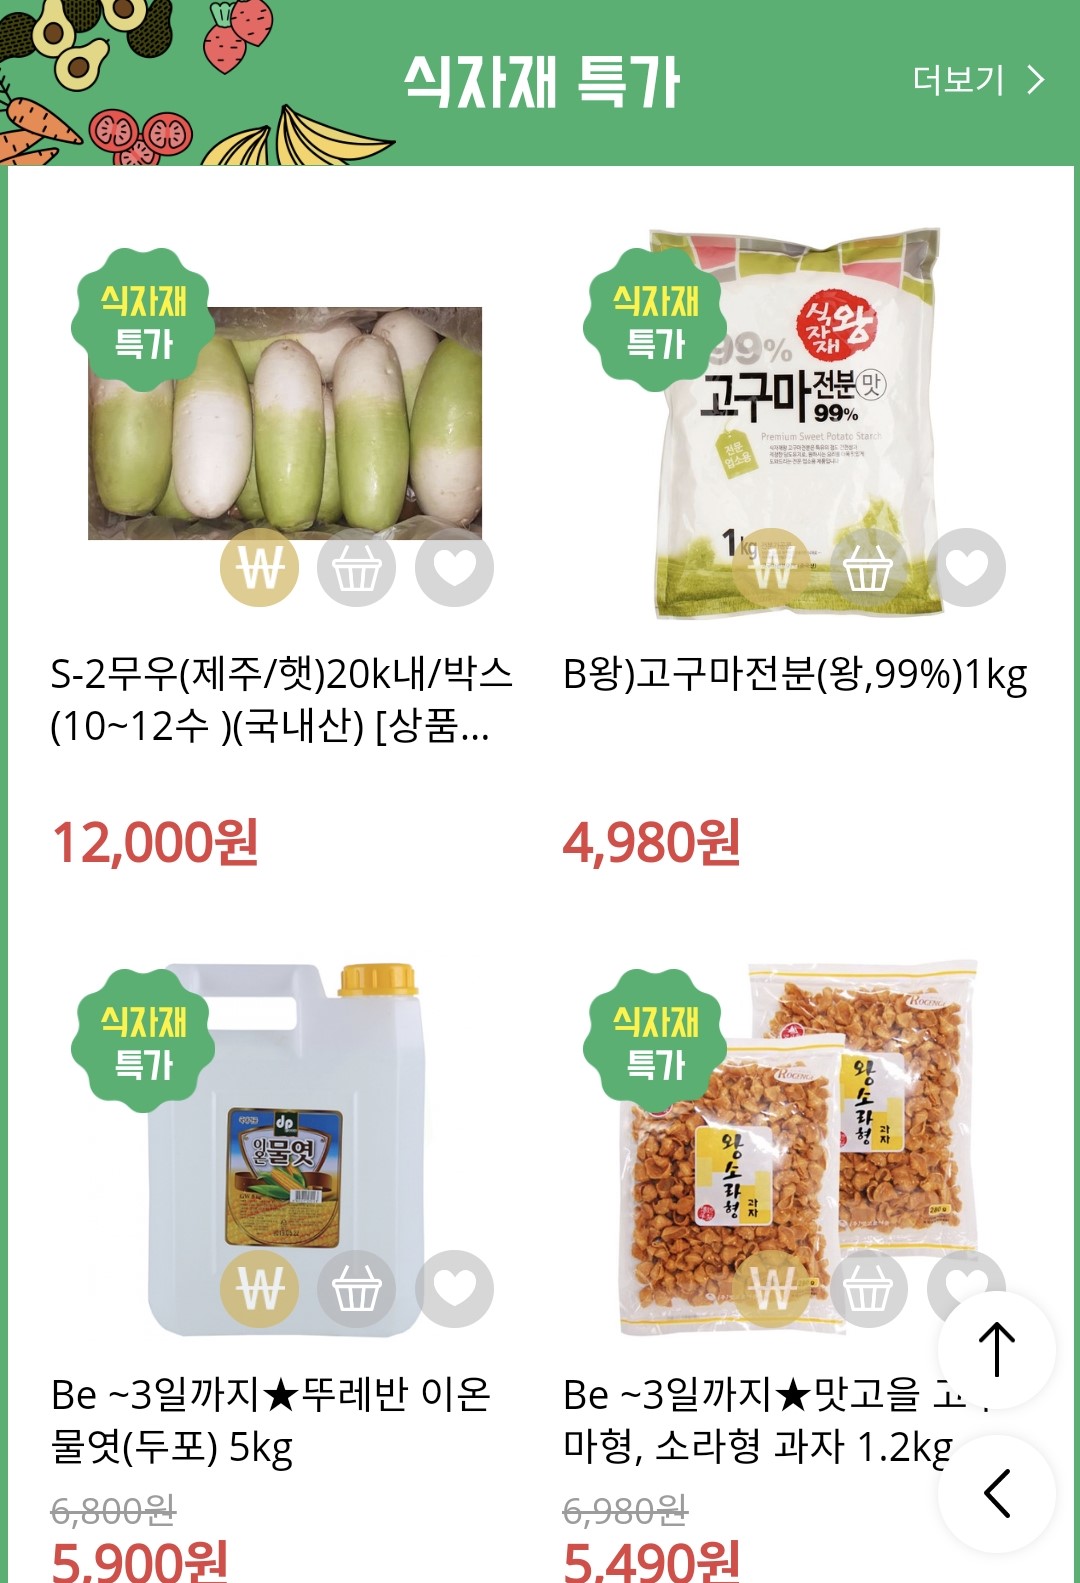 식자재 특가
더보기
식자재
특가
식자재
특가
식자재왕
99%
고구마전분맛
99%
Premium Sweet Potato Starch
전문
업소용
1kg
S-2무우(제주/햇)20k내/박스
(10~12수 )(국내산) [상품...
B왕)고구마전분(왕,99%)1kg
12,000원
4,980원
식자재
특가
식자재
특가
dp
이온물엿
왕소라형
과자
왕소라형
과자
280g
Be ~3일까지★뚜레반 이온
물엿(두포) 5kg
Be ~3일까지★맛고을 고
마형, 소라형 과자 1.2kg
6,800원
6,980원
5,900원
5,490원